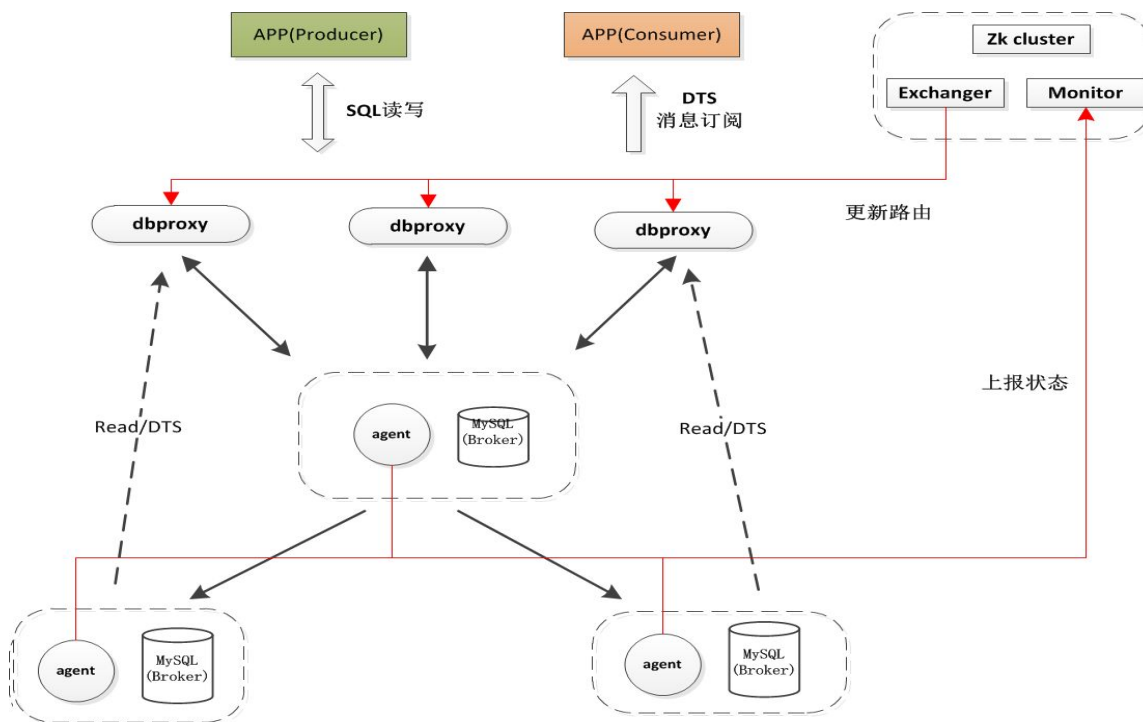 APP(Producer)
APP(Consumer)
Zk cluster
Exchanger
Monitor
SQL读写
DTS
消息订阅
更新路由
dbproxy
dbproxy
dbproxy
上报状态
Read/DTS
Read/DTS
agent
MySQL
(Broker)
agent
MySQL
(Broker)
agent
MySQL
(Broker)